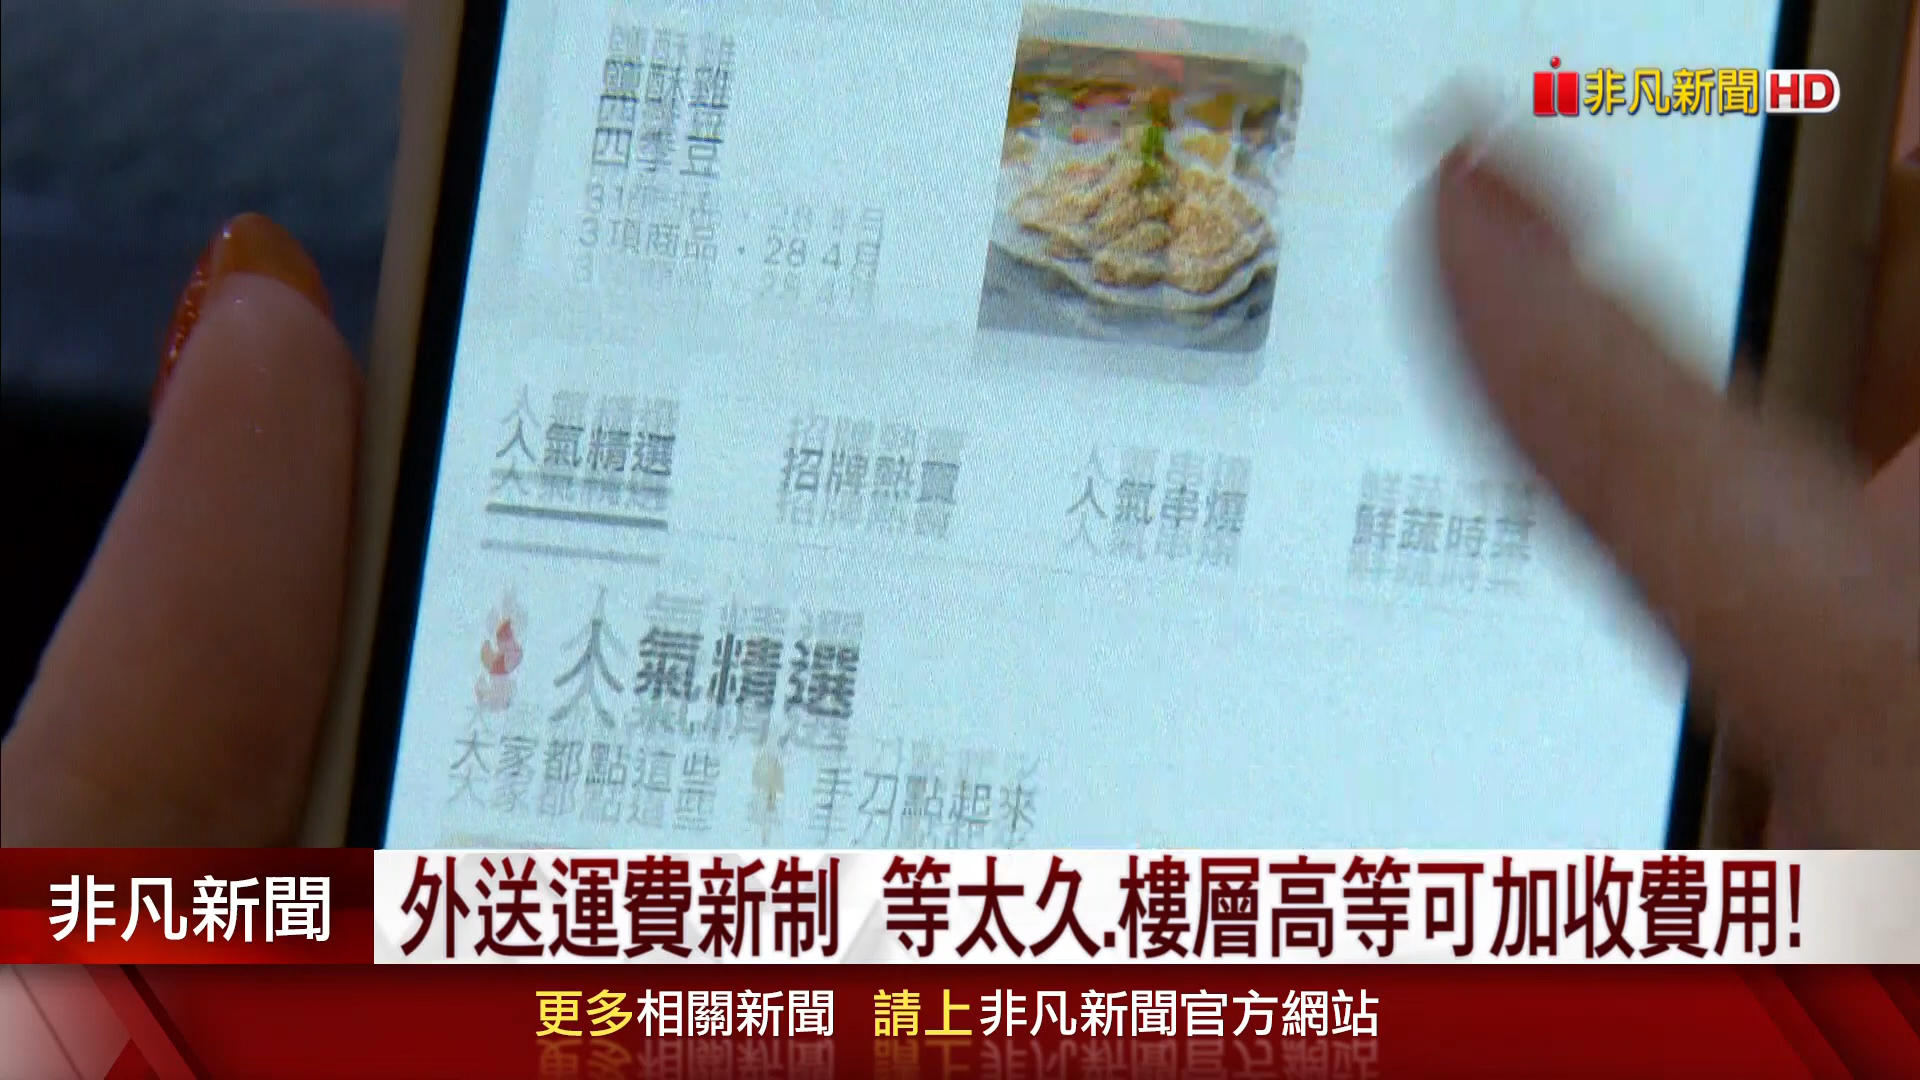 非凡新聞HD
鹽酥雞
四季豆
3 項商品 · 284
人氣精選 招牌熱賣 人氣串燒 鮮蔬時菜
人氣精選
大家都點這些 手刀點起來
非凡新聞
外送運費新制 等太久.樓層高等可加收費用!
更多相關新聞 請上非凡新聞官方網站